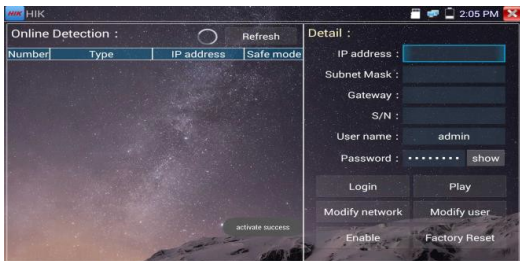 HIK HIK 2:05 PM
Online Detection : Refresh
Number Type IP address Safe mode
activate success
Detail :
IP address :
Subnet Mask :
Gateway :
S/N :
User name : admin
Password : •••••••• show
Login Play
Modify network Modify user
Enable Factory Reset